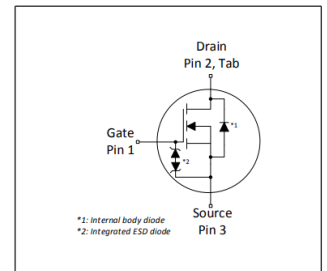 Drain
Pin 2, Tab
*1
Gate
Pin 1
*2
*1: Internal body diode
*2: Integrated ESD diode
Source
Pin 3